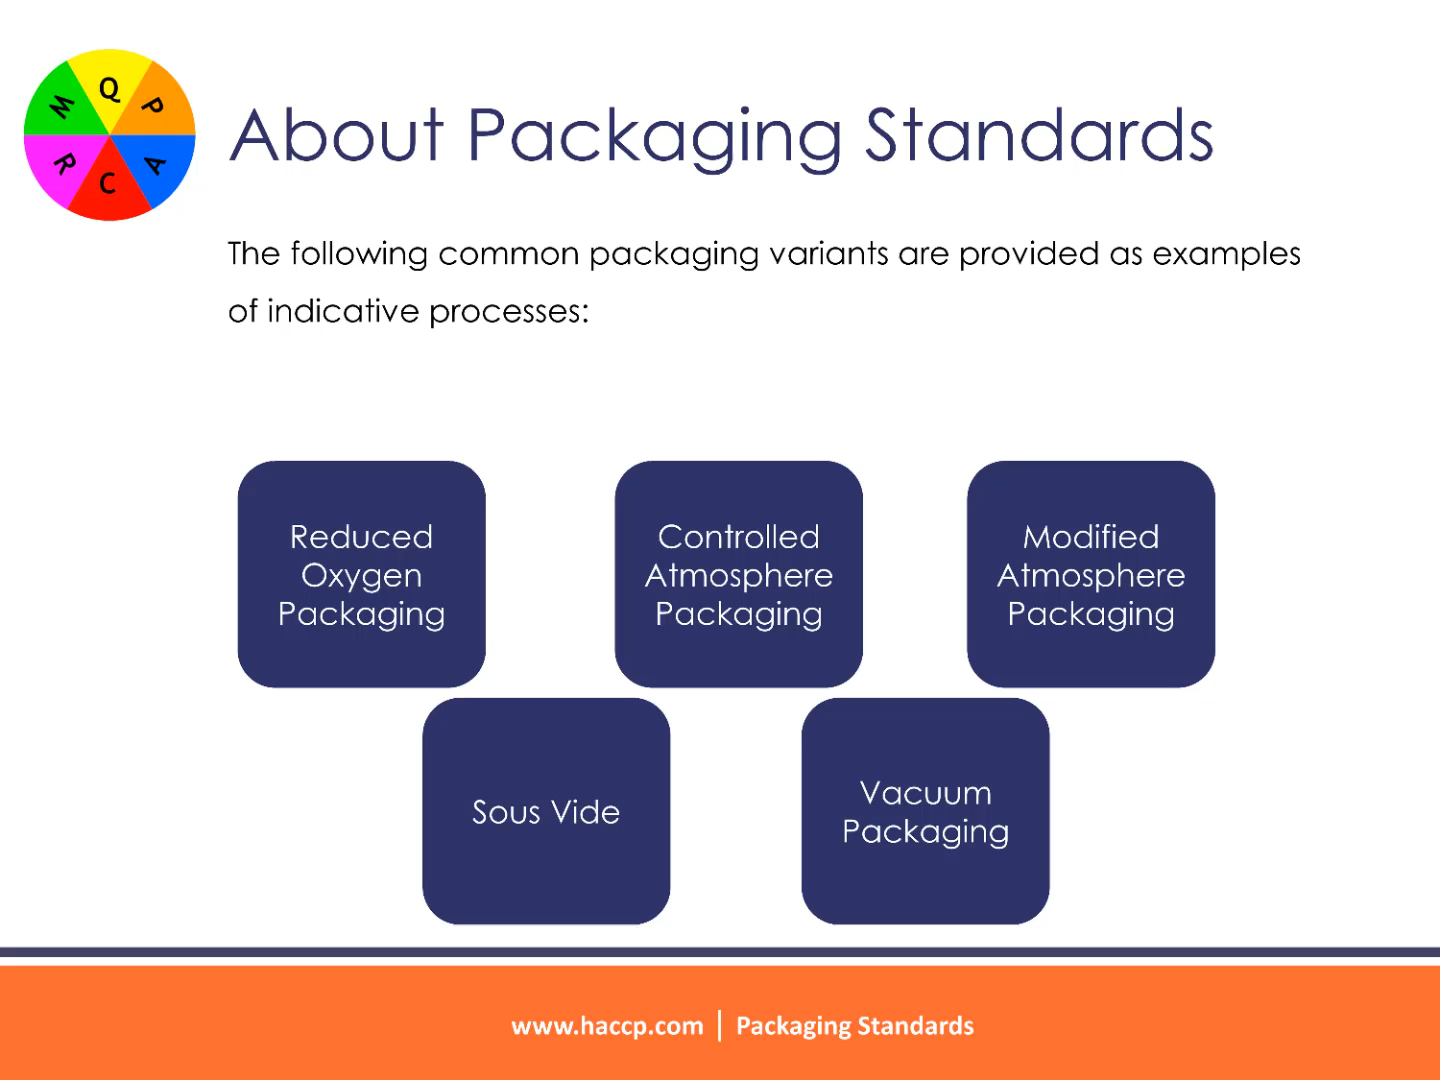 M Q P
R C A
About Packaging Standards
The following common packaging variants are provided as examples
of indicative processes:
Reduced
Oxygen
Packaging
Controlled
Atmosphere
Packaging
Modified
Atmosphere
Packaging
Sous Vide
Vacuum
Packaging
www.haccp.com | Packaging Standards